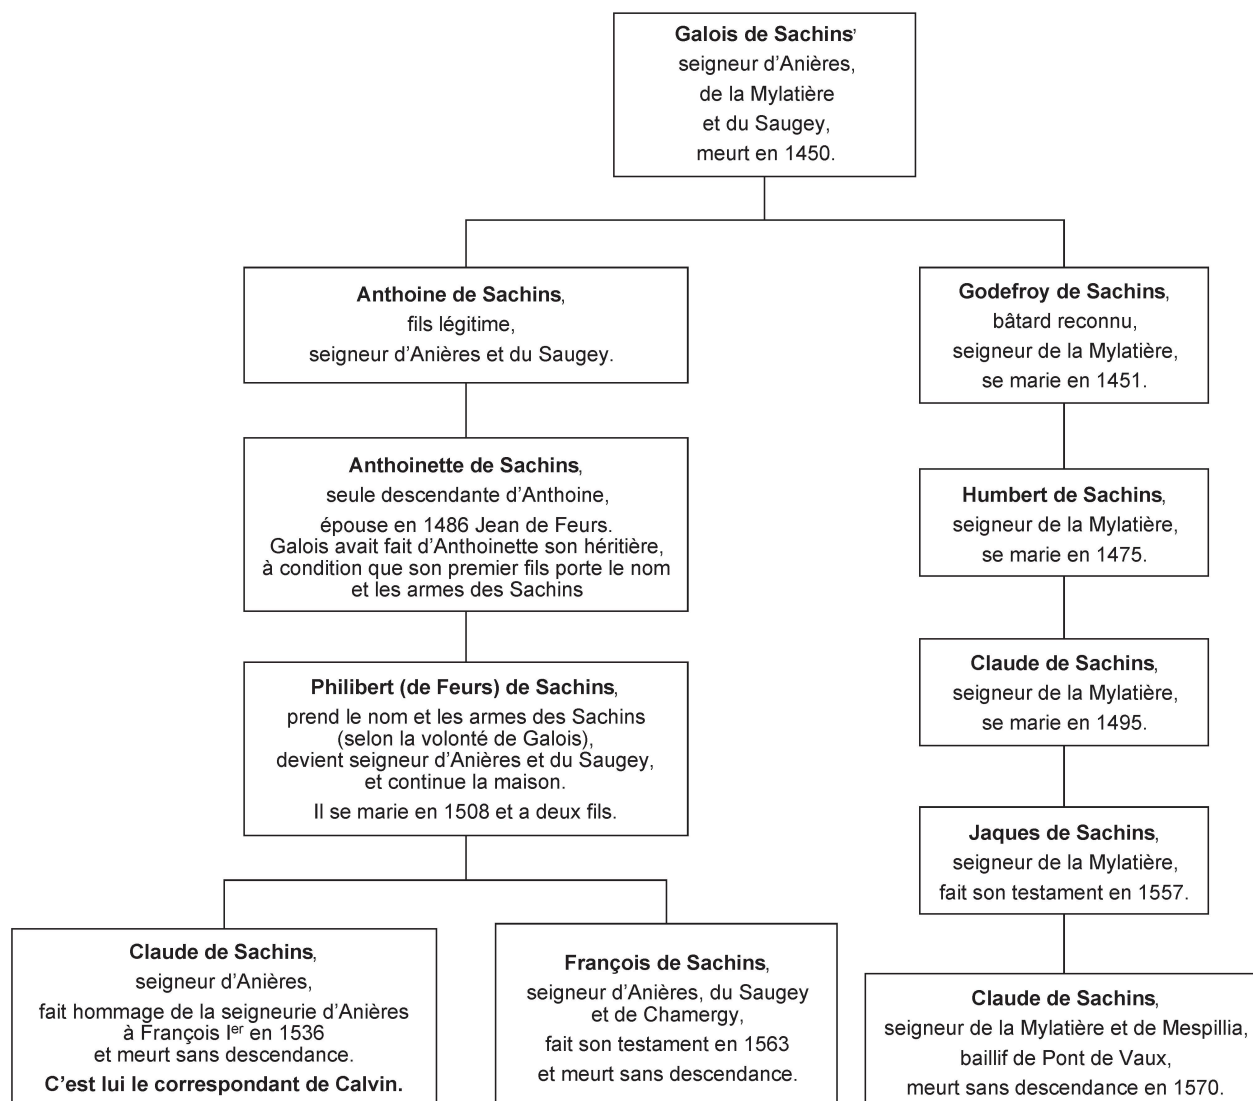 Galois de Sachins,
seigneur d’Anières,
de la Mylatière
et du Saugey,
meurt en 1450.
Anthoine de Sachins,
fils légitime,
seigneur d’Anières et du Saugey.
Godefroy de Sachins,
bâtard reconnu,
seigneur de la Mylatière,
se marie en 1451.
Anthoinette de Sachins,
seule descendante d’Anthoine,
épouse en 1486 Jean de Feurs.
Galois avait fait d’Anthoinette son héritière,
à condition que son premier fils porte le nom
et les armes des Sachins
Humbert de Sachins,
seigneur de la Mylatière,
se marie en 1475.
Philibert (de Feurs) de Sachins,
prend le nom et les armes des Sachins
(selon la volonté de Galois),
devient seigneur d’Anières et du Saugey,
et continue la maison.
Il se marie en 1508 et a deux fils.
Claude de Sachins,
seigneur de la Mylatière,
se marie en 1495.
Jaques de Sachins,
seigneur de la Mylatière,
fait son testament en 1557.
Claude de Sachins,
seigneur d’Anières,
fait hommage de la seigneurie d’Anières
à François Ier en 1536
et meurt sans descendance.
C’est lui le correspondant de Calvin.
François de Sachins,
seigneur d’Anières, du Saugey
et de Chamergy,
fait son testament en 1563
et meurt sans descendance.
Claude de Sachins,
seigneur de la Mylatière et de Mespillia,
baillif de Pont de Vaux,
meurt sans descendance en 1570.